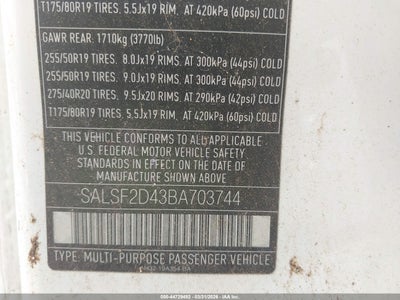 T175/80R19 TIRES, 5.5Jx19 RIM, AT 420kPa (60psi) COLD
GAWR REAR: 1710kg (3770lb)
255/50R19 TIRES, 8.0Jx19 RIMS, AT 300kPa (44psi) COLD
255/50R19 TIRES, 9.0Jx19 RIMS, AT 300kPa (44psi) COLD
275/40R20 TIRES, 9.5Jx20 RIMS, AT 290kPa (42psi) COLD
T175/80R19 TIRES, 5.5Jx19 RIM, AT 420kPa (60psi) COLD
THIS VEHICLE CONFORMS TO ALL APPLICABLE
U.S. FEDERAL MOTOR VEHICLE SAFETY
STANDARDS IN EFFECT ON THE DATE OF
MANUFACTURE SHOWN ABOVE.
SALSF2D43BA703744
TYPE: MULTI-PURPOSE PASSENGER VEHICLE